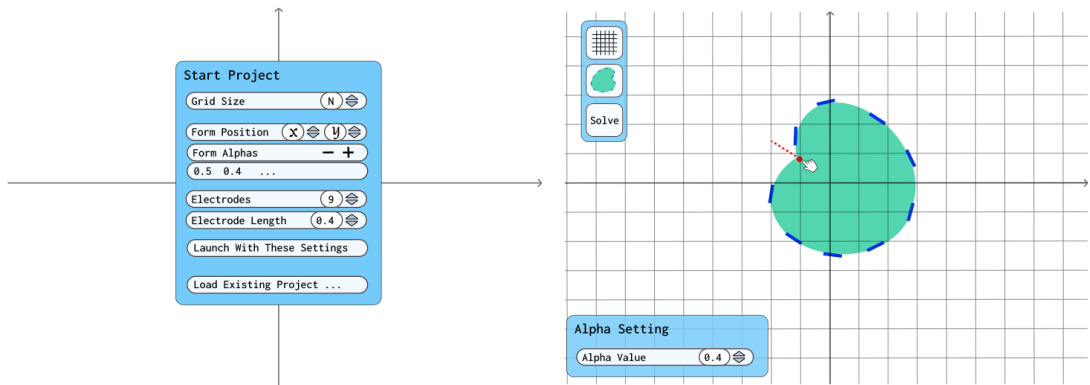 Start Project
Grid Size N
Form Position x y
Form Alphas − +
0.5 0.4 ...
Electrodes 9
Electrode Length 0.4
Launch With These Settings
Load Existing Project ...
Solve
Alpha Setting
Alpha Value 0.4